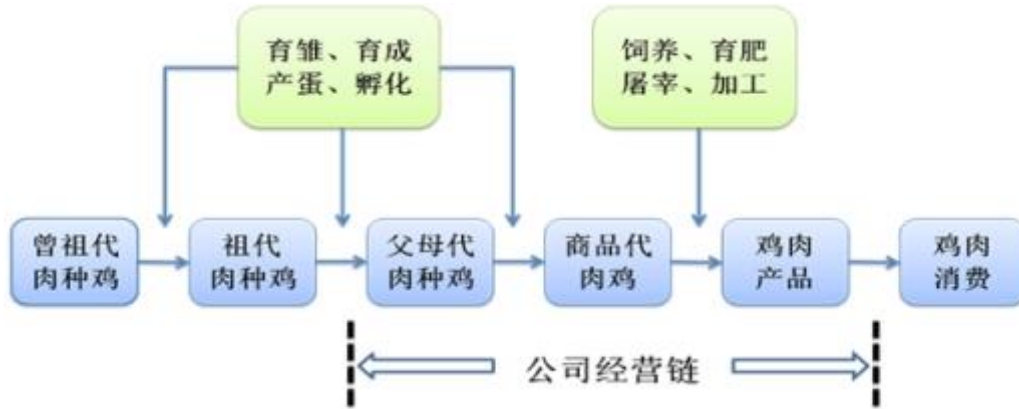 育雏、育成
产蛋、孵化
饲养、育肥
屠宰、加工
曾祖代
肉种鸡
祖代
肉种鸡
父母代
肉种鸡
商品代
肉鸡
鸡肉
产品
鸡肉
消费
公司经营链